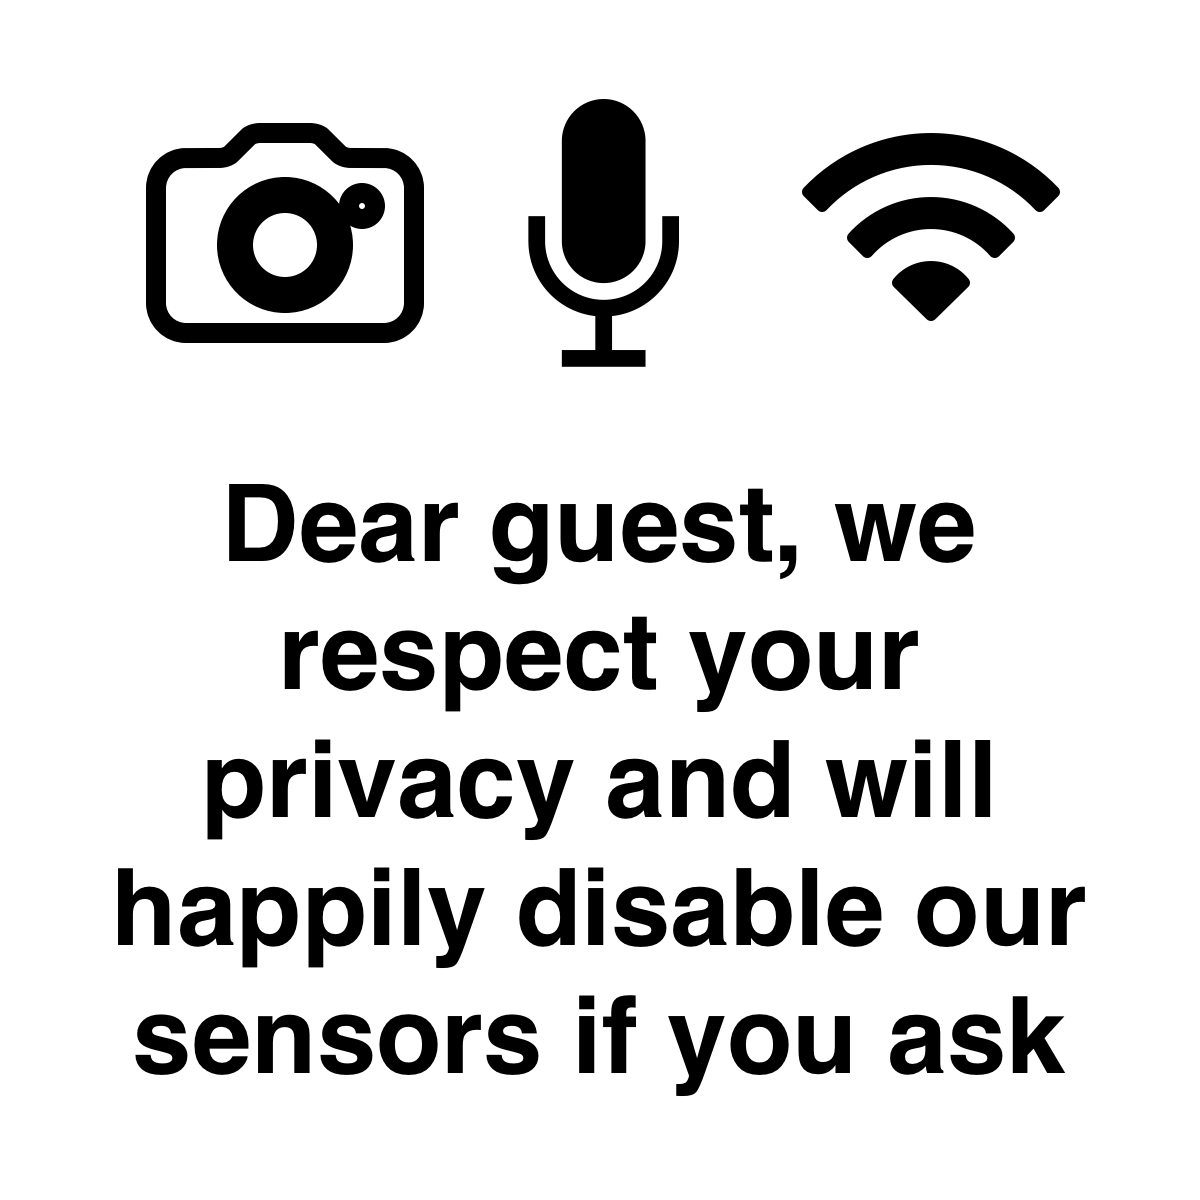 Dear guest, we
respect your
privacy and will
happily disable our
sensors if you ask